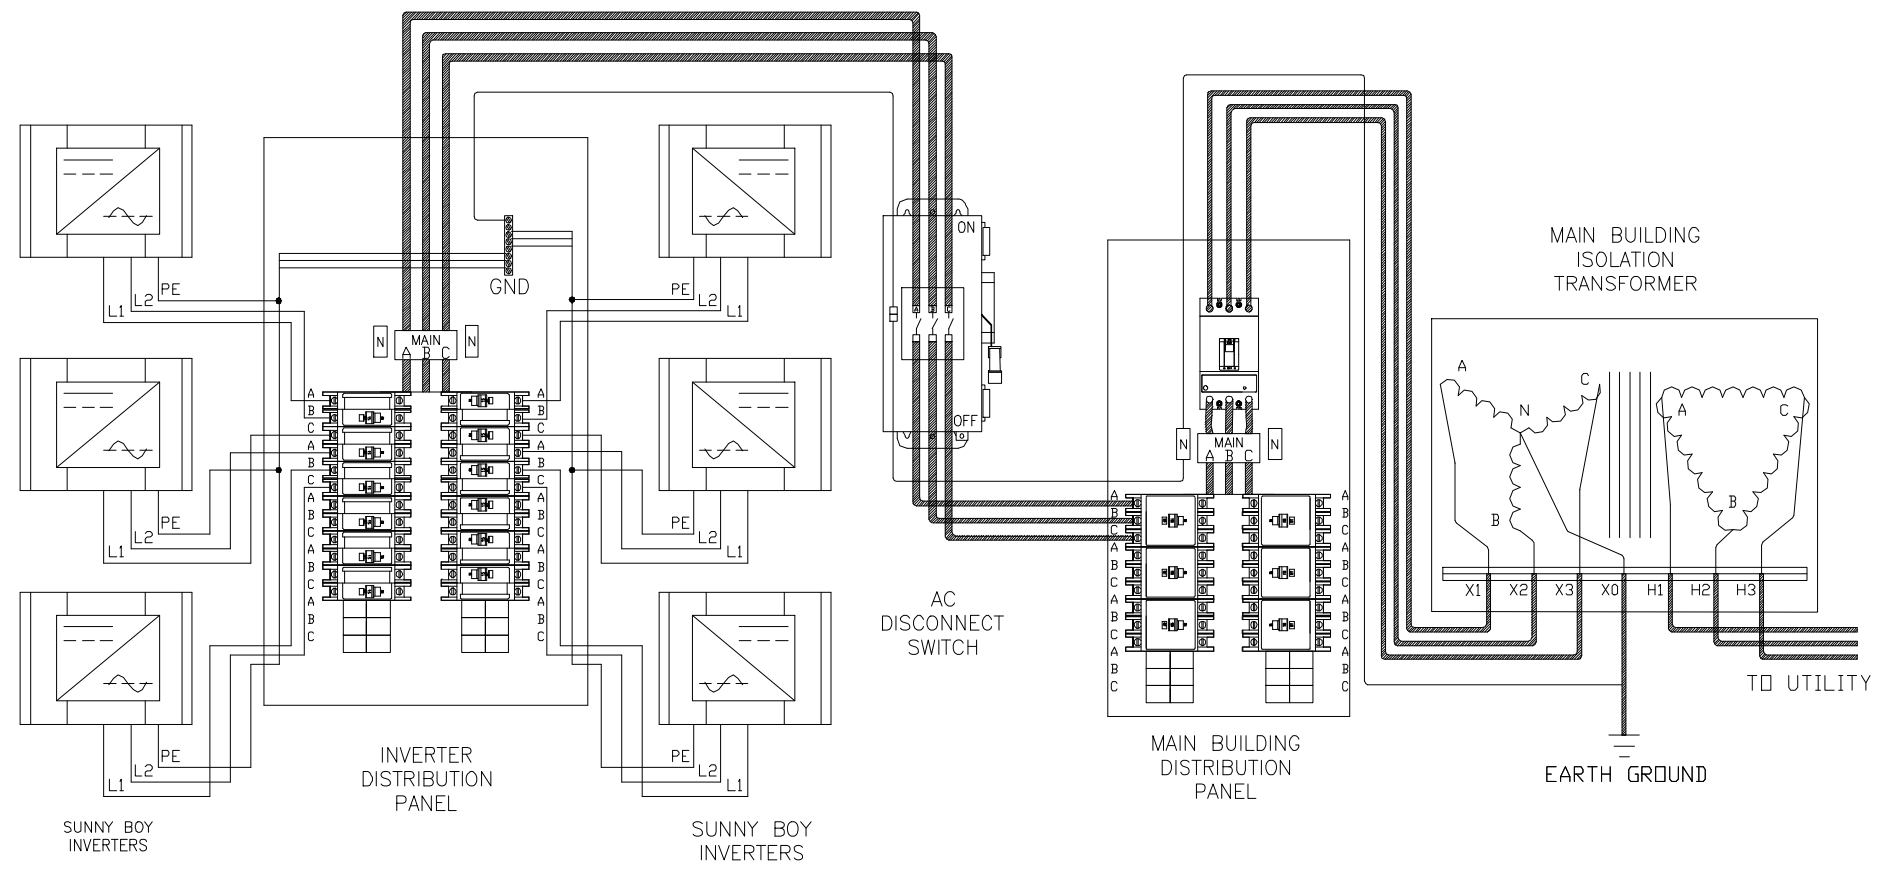 PE
L2
L1
PE
L2
L1
PE
L2
L1
SUNNY BOY
INVERTERS
GND
N
MAIN
A B C
N
A
B
C
A
B
C
A
B
C
A
B
C
A
B
C
A
B
C
A
B
C
A
B
C
A
B
C
A
B
C
INVERTER
DISTRIBUTION
PANEL
PE
L2
L1
PE
L2
L1
PE
L2
L1
SUNNY BOY
INVERTERS
ON
A B C
OFF
AC
DISCONNECT
SWITCH
N
MAIN
A B C
N
A
B
C
A
B
C
A
B
C
A
B
C
A
B
C
A
B
C
A
B
C
A
B
C
MAIN BUILDING
DISTRIBUTION
PANEL
MAIN BUILDING
ISOLATION
TRANSFORMER
A
C
N
B
A
C
B
X1 X2 X3 X0 H1 H2 H3
TO UTILITY
EARTH GROUND